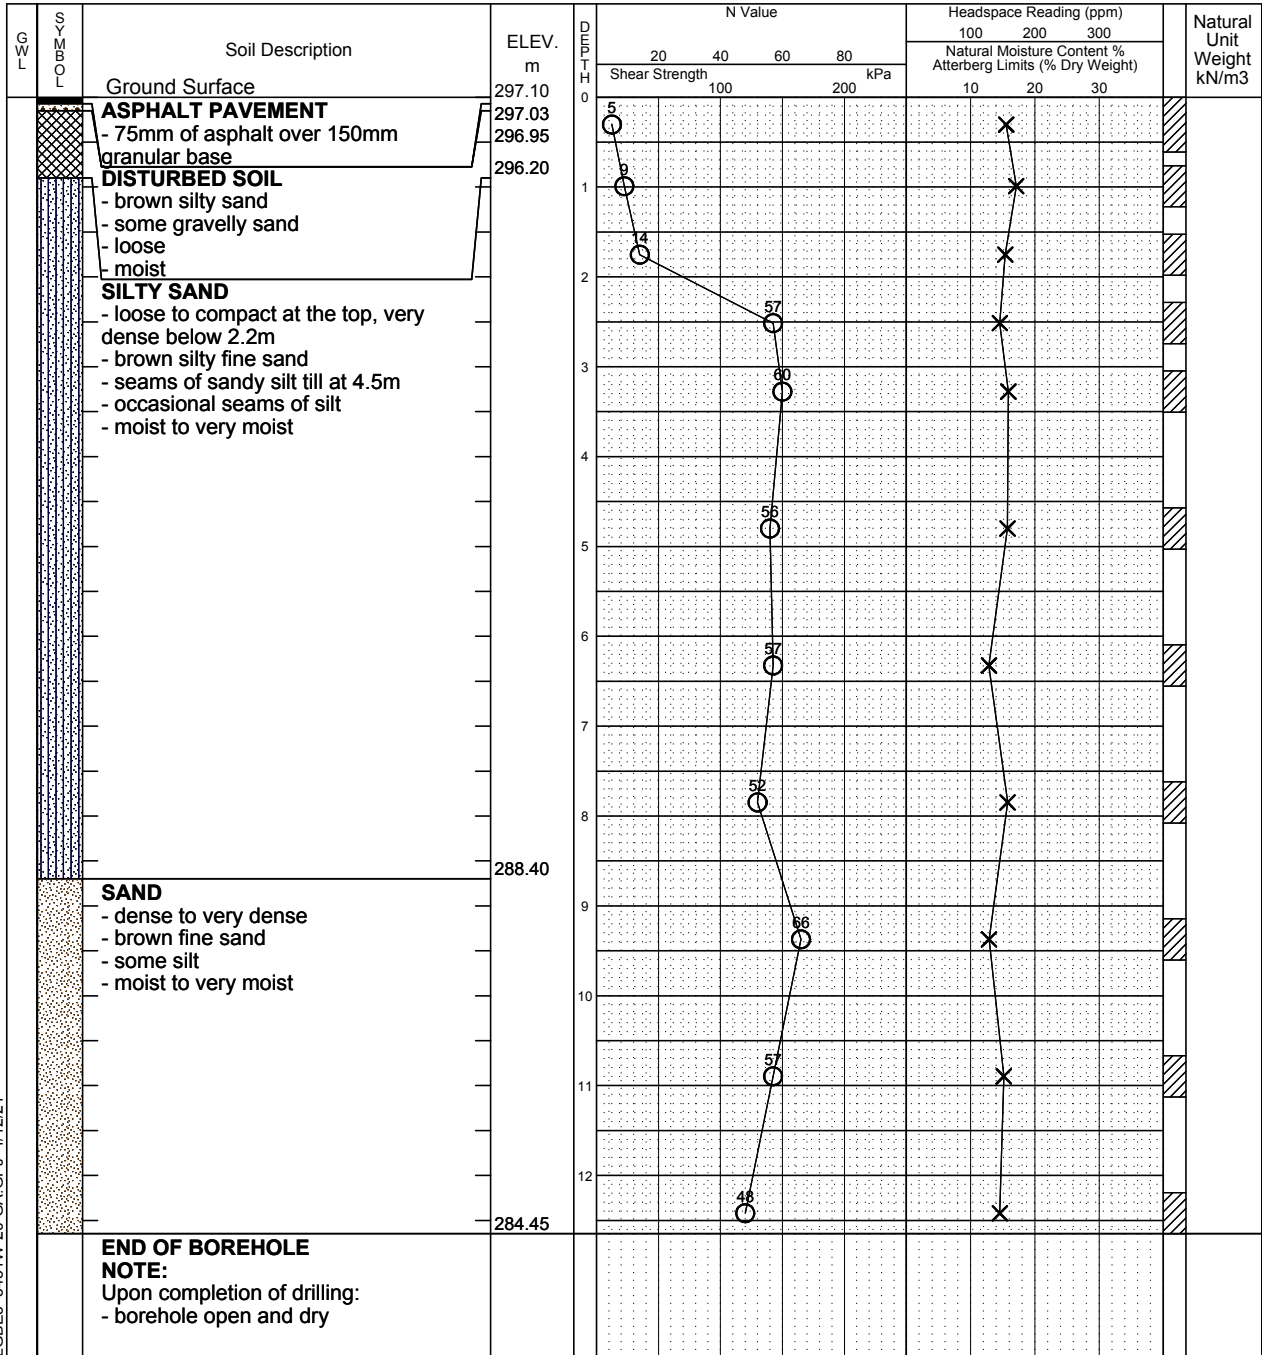 GWL
SYMBOL
Soil Description
Ground Surface
ELEV.
m
297.10
DEPTH
N Value
20 40 60 80
Shear Strength kPa
100 200
Headspace Reading (ppm)
100 200 300
Natural Moisture Content %
Atterberg Limits (% Dry Weight)
10 20 30
Natural
Unit
Weight
kN/m3
0
ASPHALT PAVEMENT
- 75mm of asphalt over 150mm
granular base
297.03
296.95
296.20
DISTURBED SOIL
- brown silty sand
- some gravelly sand
- loose
- moist
SILTY SAND
- loose to compact at the top, very
dense below 2.2m
- brown silty fine sand
- seams of sandy silt till at 4.5m
- occasional seams of silt
- moist to very moist
288.40
SAND
- dense to very dense
- brown fine sand
- some silt
- moist to very moist
284.45
END OF BOREHOLE
NOTE:
Upon completion of drilling:
- borehole open and dry
1
2
3
4
5
6
7
8
9
10
11
12
5
9
14
57
60
56
57
52
66
57
48